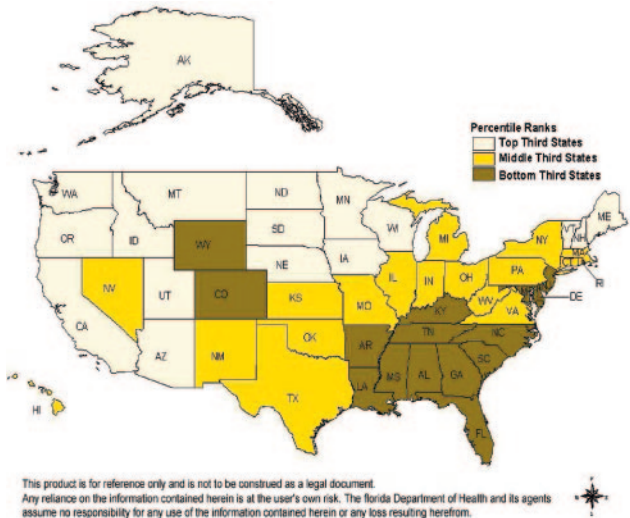 AK
Percentile Ranks
Top Third States
Middle Third States
Bottom Third States
WA
MT
ND
MN
ME
VT
NH
OR
ID
SD
WI
MI
NY
MA
CT
RI
WY
IA
NE
PA
NV
UT
CO
IL
IN
OH
DE
KS
MO
WV
VA
KY
CA
AZ
NM
OK
AR
TN
NC
SC
TX
LA
MS
AL
GA
HI
FL
This product is for reference only and is not to be construed as a legal document.
Any reliance on the information contained herein is at the user's own risk. The florida Department of Health and its agents
assume no responsibility for any use of the information contained herein or any loss resulting herefrom.